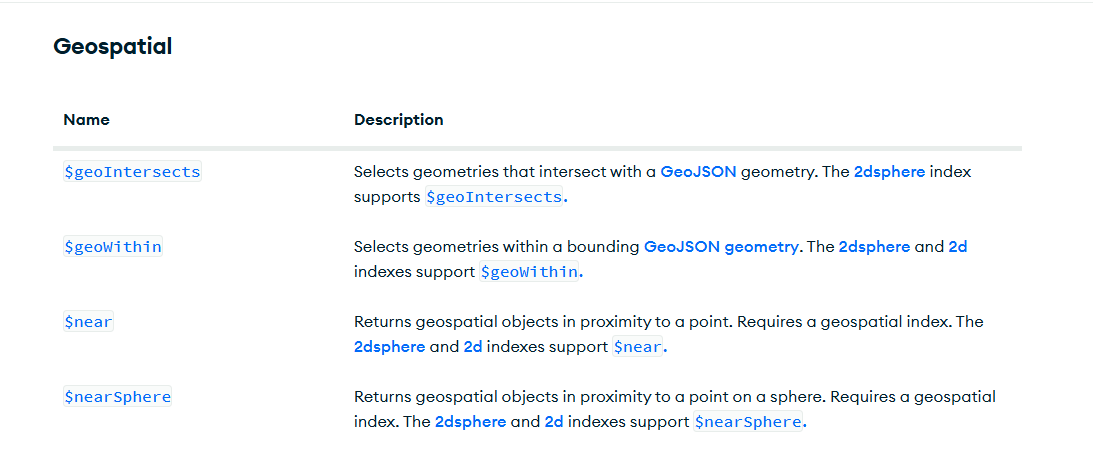 Geospatial
Name Description
$geoIntersects Selects geometries that intersect with a GeoJSON geometry. The 2dsphere index
supports $geoIntersects.
$geoWithin Selects geometries within a bounding GeoJSON geometry. The 2dsphere and 2d
indexes support $geoWithin.
$near Returns geospatial objects in proximity to a point. Requires a geospatial index. The
2dsphere and 2d indexes support $near.
$nearSphere Returns geospatial objects in proximity to a point on a sphere. Requires a geospatial
index. The 2dsphere and 2d indexes support $nearSphere.